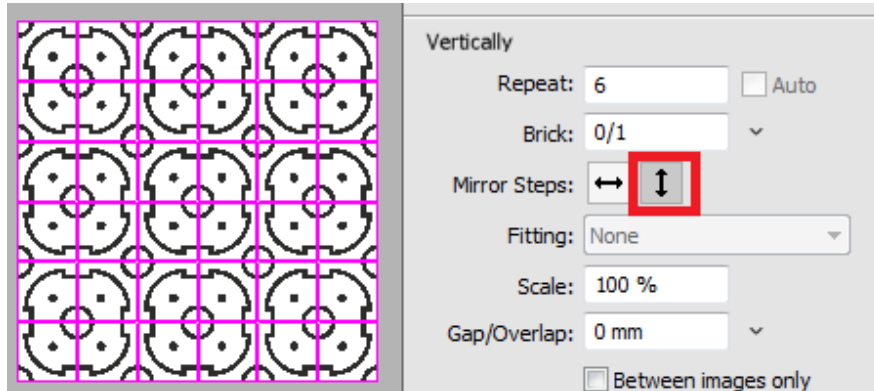 Vertically
Repeat: 6 Auto
Brick: 0/1
Mirror Steps:
Fitting: None
Scale: 100 %
Gap/Overlap: 0 mm
Between images only